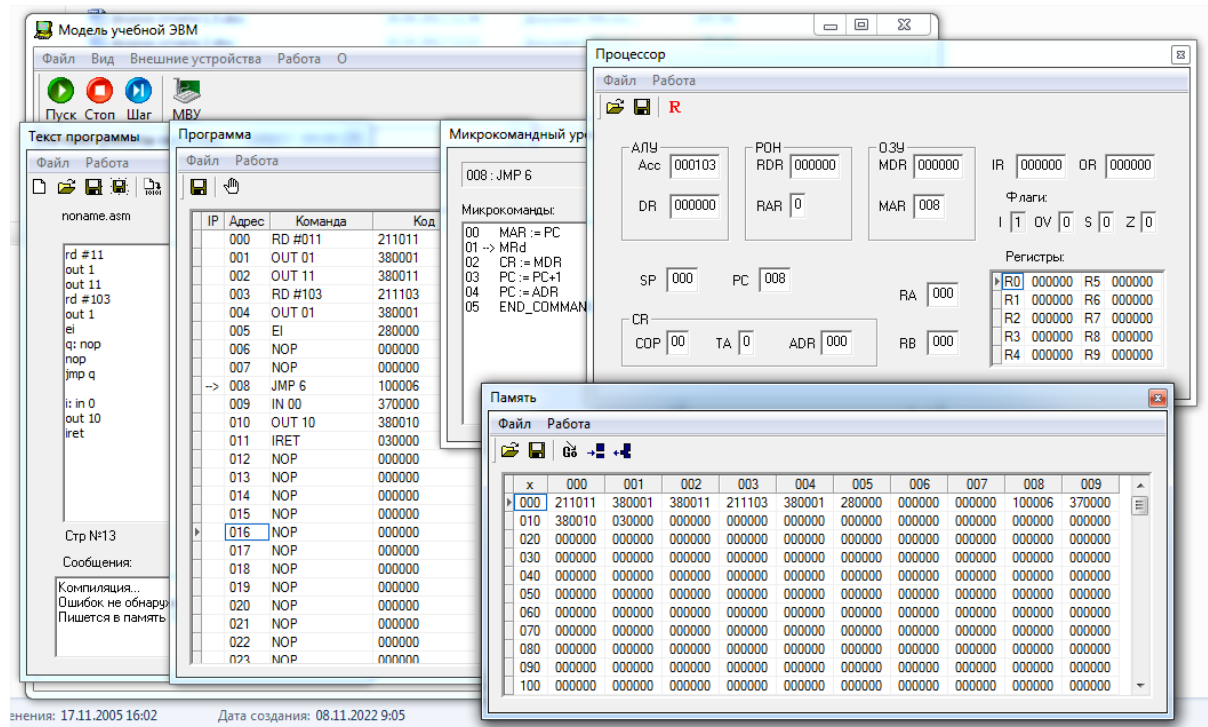 Модель учебной ЭВМ
Файл Вид Внешние устройства Работа О
Пуск Стоп Шаг МВУ
Текст программы
Файл Работа
noname.asm
rd #11
out 1
out 11
rd #103
out 1
ei
q: nop
nop
jmp q
i: in 0
out 10
iret
Стр №13
Сообщения:
Компиляция...
Ошибок не обнару
Пишется в память
Программа
Файл Работа
IP Адрес Команда Код
000 RD #011 211011
001 OUT 01 380001
002 OUT 11 380011
003 RD #103 211103
004 OUT 01 380001
005 EI 280000
006 NOP 000000
007 NOP 000000
--> 008 JMP 6 100006
009 IN 00 370000
010 OUT 10 380010
011 IRET 030000
012 NOP 000000
013 NOP 000000
014 NOP 000000
015 NOP 000000
016 NOP 000000
017 NOP 000000
018 NOP 000000
019 NOP 000000
020 NOP 000000
021 NOP 000000
022 NOP 000000
023 NOP 000000
Микрокомандный уро
008 : JMP 6
Микрокоманды:
00 MAR := PC
01 --> MRd
02 CR := MDR
03 PC := PC+1
04 PC := ADR
05 END_COMMAN
Процессор
Файл Работа
R
АЛУ
Acc 000103
DR 000000
РОН
RDR 000000
RAR 0
ОЗУ
MDR 000000
MAR 008
IR 000000 OR 000000
Флаги:
I 1 OV 0 S 0 Z 0
SP 000 PC 008
RA 000
CR
COP 00 TA 0 ADR 000
RB 000
Регистры:
R0 000000 R5 000000
R1 000000 R6 000000
R2 000000 R7 000000
R3 000000 R8 000000
R4 000000 R9 000000
Память
Файл Работа
Go
x 000 001 002 003 004 005 006 007 008 009
000 211011 380001 380011 211103 380001 280000 000000 000000 100006 370000
010 380010 030000 000000 000000 000000 000000 000000 000000 000000 000000
020 000000 000000 000000 000000 000000 000000 000000 000000 000000 000000
030 000000 000000 000000 000000 000000 000000 000000 000000 000000 000000
040 000000 000000 000000 000000 000000 000000 000000 000000 000000 000000
050 000000 000000 000000 000000 000000 000000 000000 000000 000000 000000
060 000000 000000 000000 000000 000000 000000 000000 000000 000000 000000
070 000000 000000 000000 000000 000000 000000 000000 000000 000000 000000
080 000000 000000 000000 000000 000000 000000 000000 000000 000000 000000
090 000000 000000 000000 000000 000000 000000 000000 000000 000000 000000
100 000000 000000 000000 000000 000000 000000 000000 000000 000000 000000
енения: 17.11.2005 16:02 Дата создания: 08.11.2022 9:05